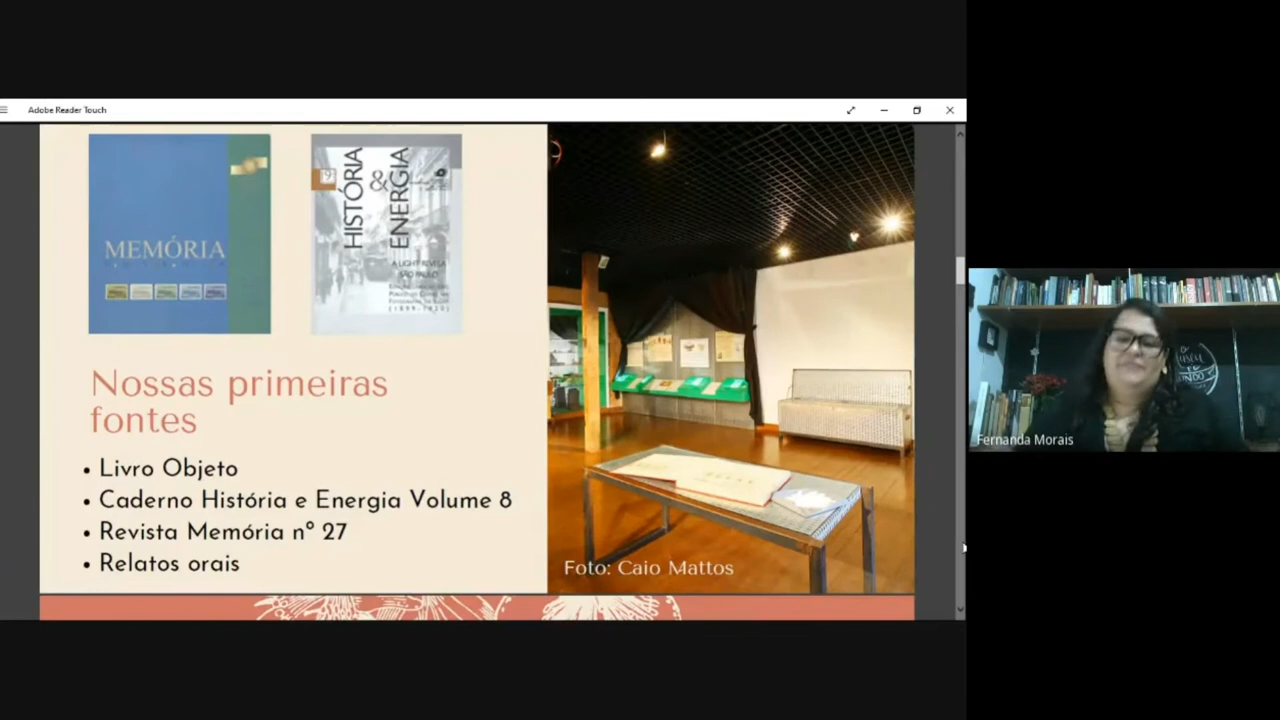 Adobe Reader Touch
MEMÓRIA
9
HISTÓRIA
&
ENERGIA
A LIGHT REVELA
SÃO PAULO
Nossas primeiras
fontes
• Livro Objeto
• Caderno História e Energia Volume 8
• Revista Memória nº 27
• Relatos orais
Foto: Caio Mattos
Fernanda Morais